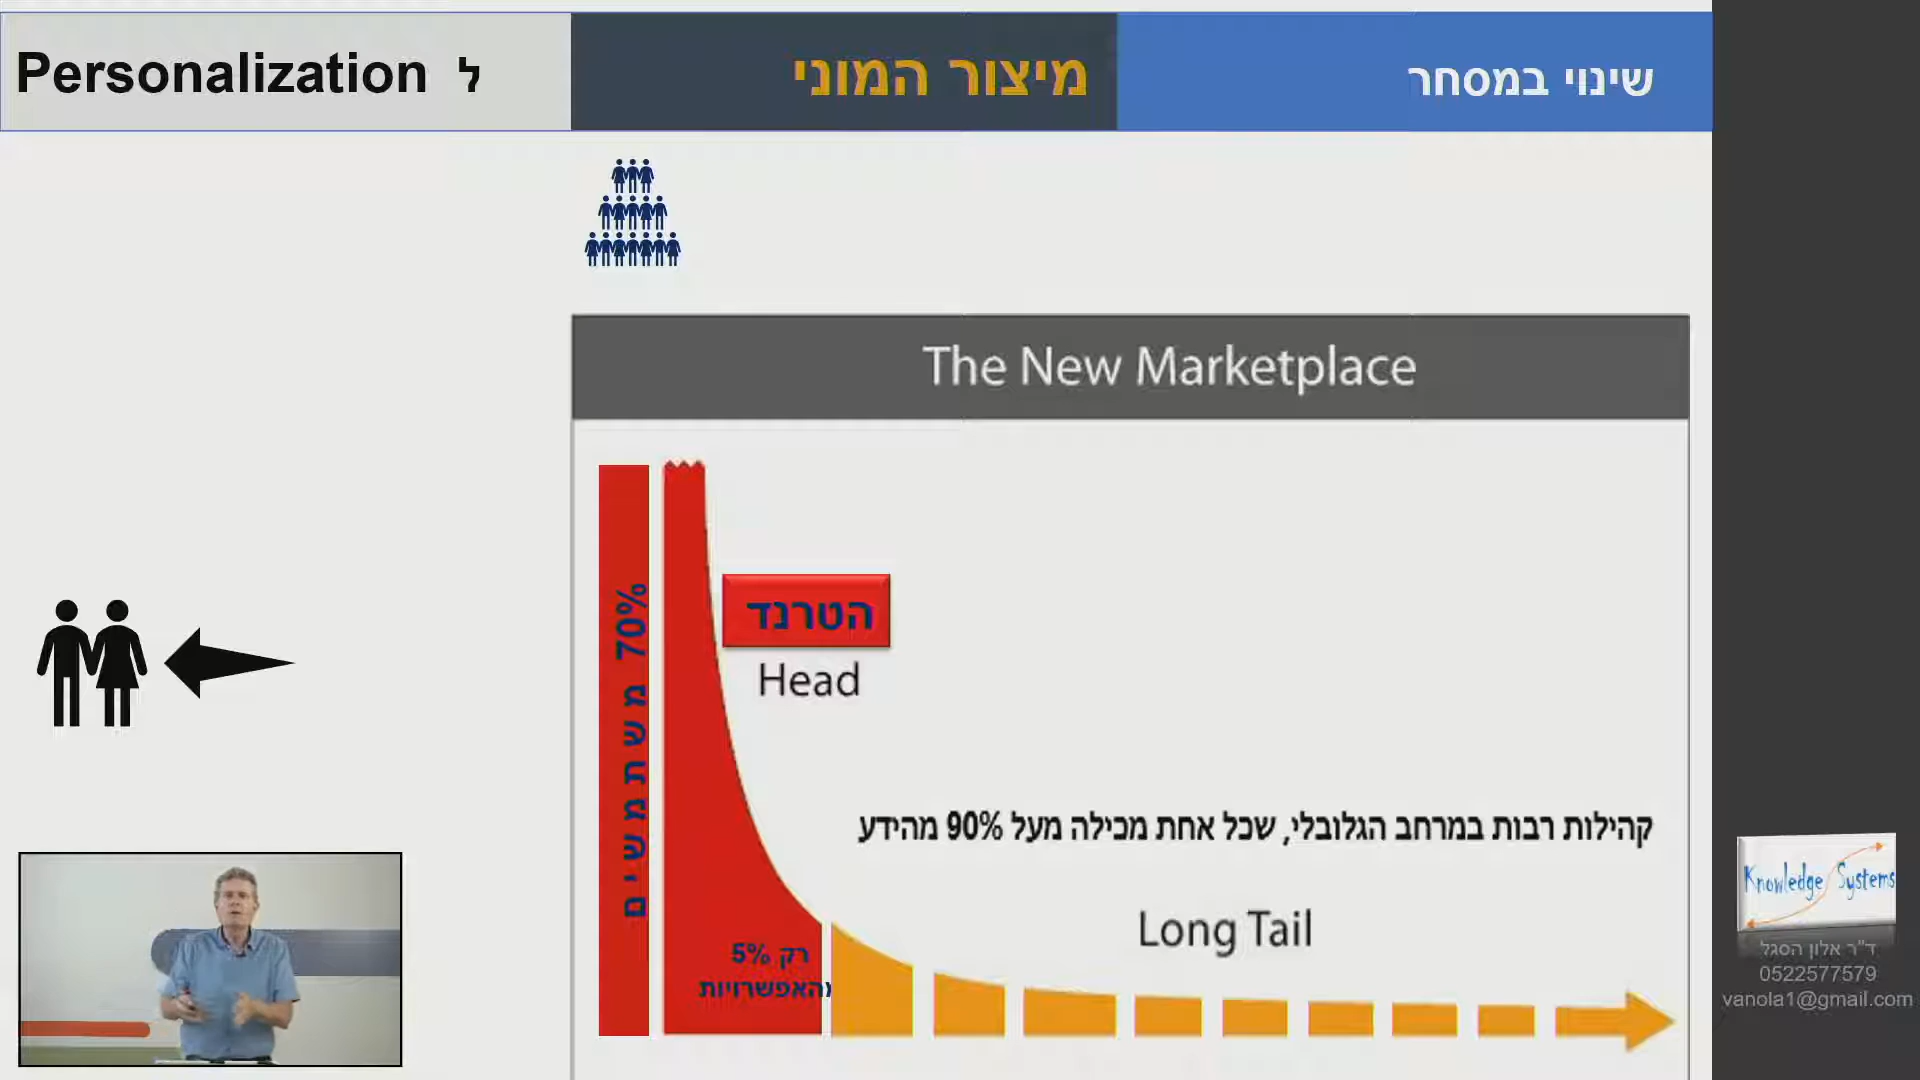 שינוי במסחר
מיצור המוני
ל Personalization
The New Marketplace
70% משתמשים
הטרנד
Head
קהילות רבות במרחב הגלובלי, שכל אחת מכילה מעל 90% מהידע
Long Tail
רק 5%
מהאפשרויות
Knowledge Systems
ד"ר אלון הסגל
0522577579
vanola1@gmail.com